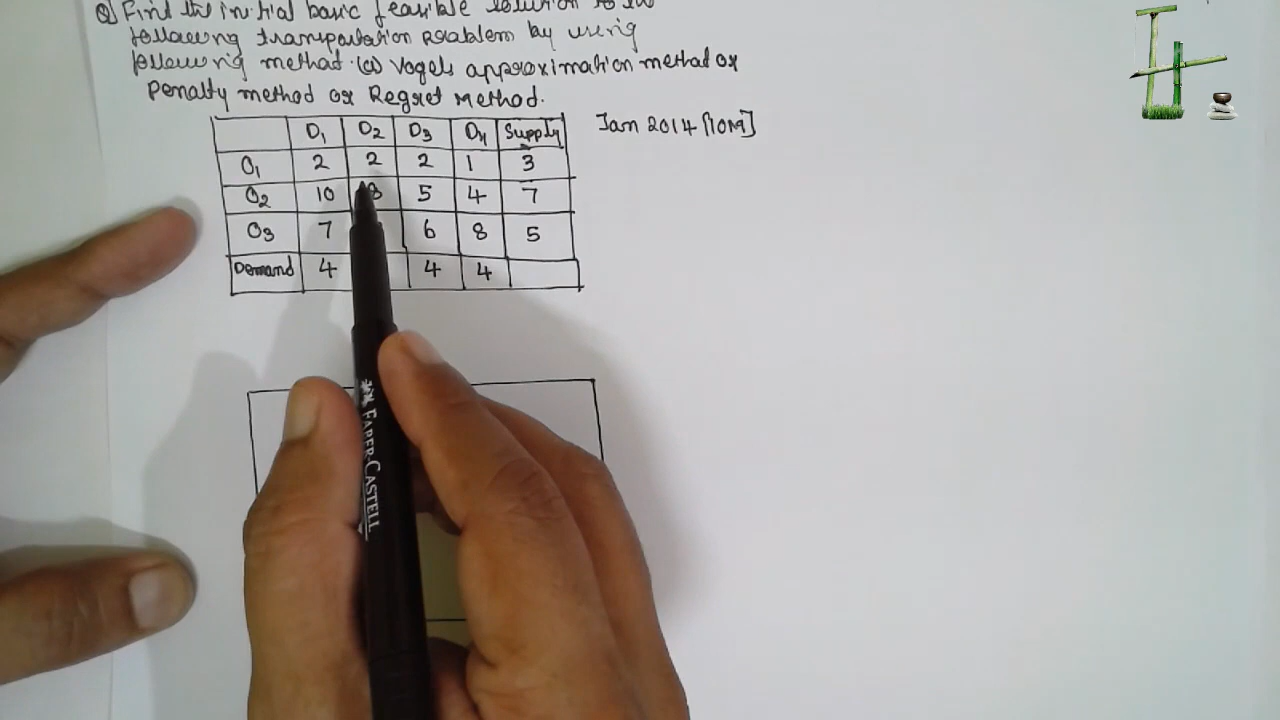 Q) Find the initial basic feasible solution to the
following transportation problem by using
following method. (a) Vogels approximation method or
Penalty method or Regret Method.
Jan 2014 [10M]
D1 D2 D3 D4 Supply
O1 2 2 2 1 3
O2 10 8 5 4 7
O3 7 6 8 5
Demand 4 4 4
FABER-CASTELL